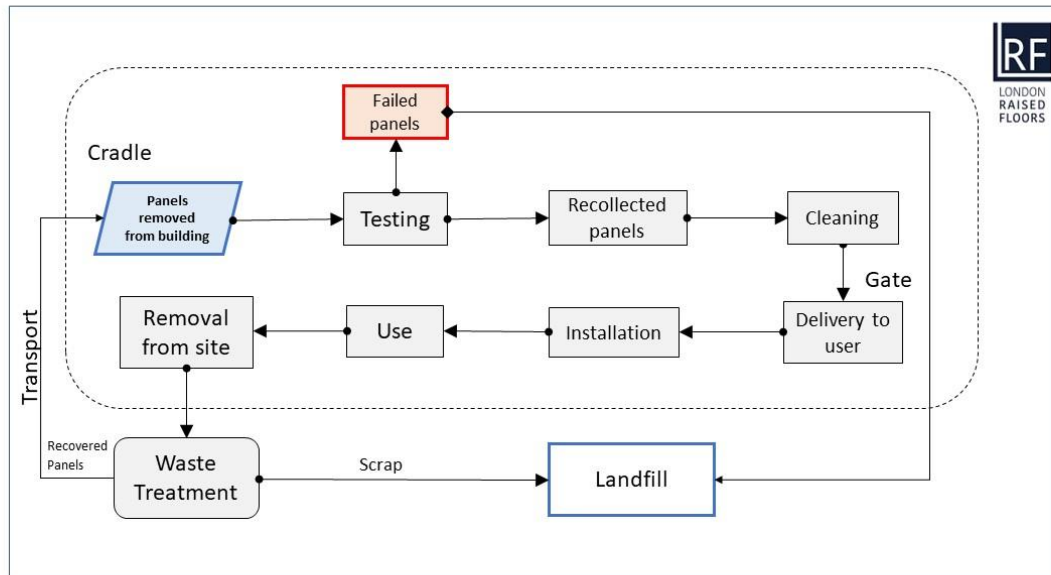 RF
LONDON
RAISED
FLOORS
Failed
panels
Cradle
Panels
removed
from building
Testing
Recollected
panels
Cleaning
Gate
Removal
from site
Use
Installation
Delivery to
user
Transport
Recovered
Panels
Waste
Treatment
Scrap
Landfill